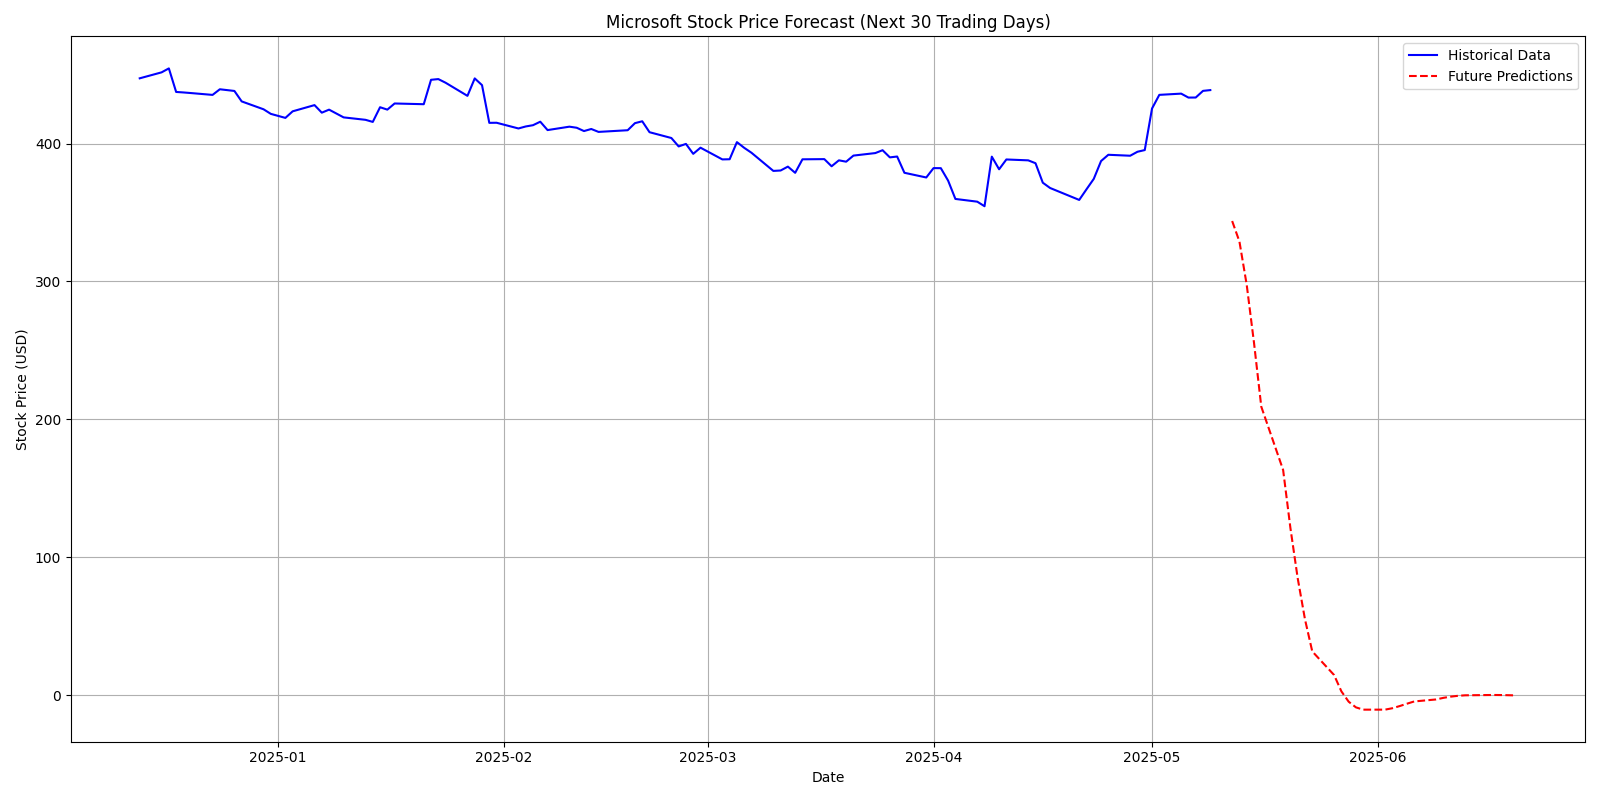 Microsoft Stock Price Forecast (Next 30 Trading Days)
Historical Data
Future Predictions
Stock Price (USD)
400
300
200
100
0
2025-01
2025-02
2025-03
2025-04
2025-05
2025-06
Date